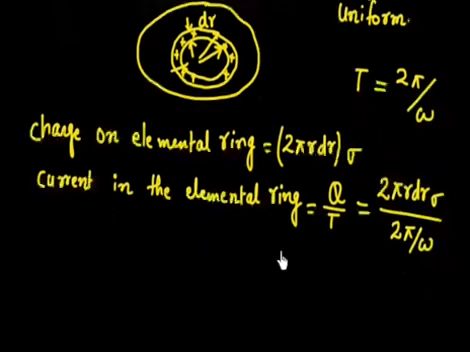 dr
Uniform.
T = 2π/ω
Charge on elemental ring = (2πrdr) σ
Current in the elemental ring = Q/T = 2πrdrσ / 2π/ω